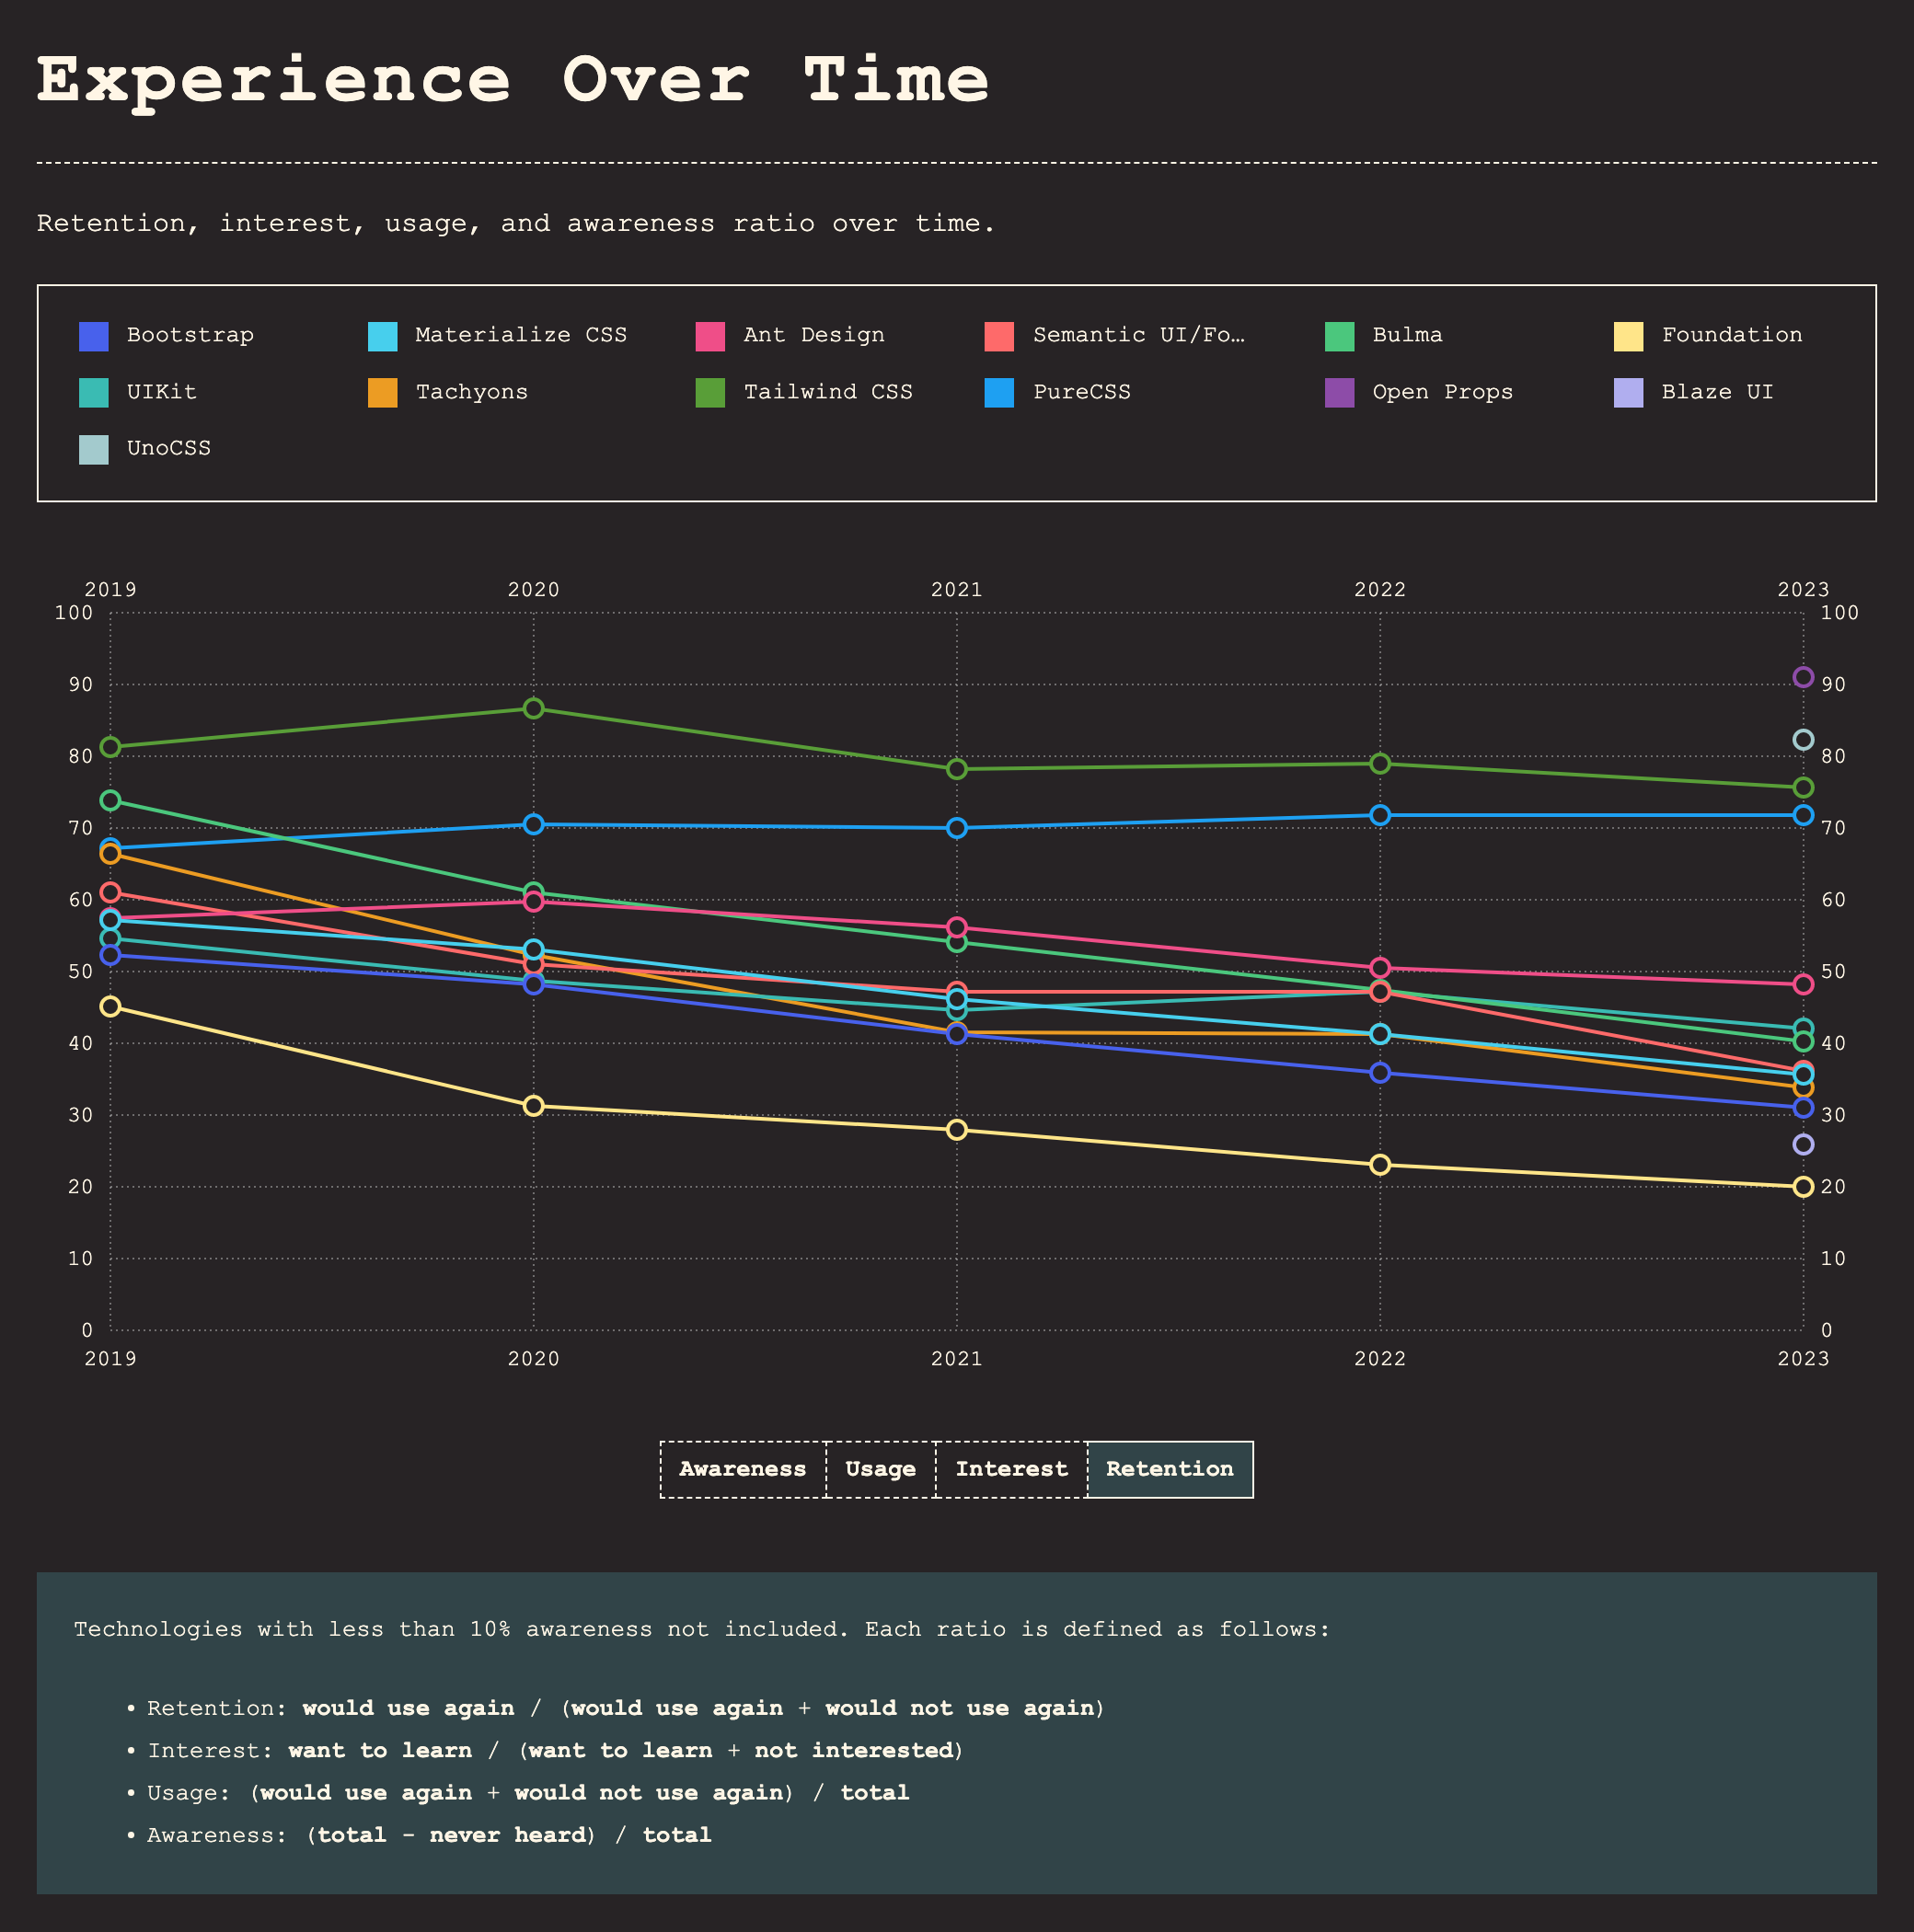 Experience Over Time
Retention, interest, usage, and awareness ratio over time.
Bootstrap Materialize CSS Ant Design Semantic UI/Fo… Bulma Foundation
UIKit Tachyons Tailwind CSS PureCSS Open Props Blaze UI
UnoCSS
2019 2020 2021 2022 2023
100 100
90 90
80 80
70 70
60 60
50 50
40 40
30 30
20 20
10 10
0 0
2019 2020 2021 2022 2023
Awareness Usage Interest Retention
Technologies with less than 10% awareness not included. Each ratio is defined as follows:
• Retention: would use again / (would use again + would not use again)
• Interest: want to learn / (want to learn + not interested)
• Usage: (would use again + would not use again) / total
• Awareness: (total - never heard) / total